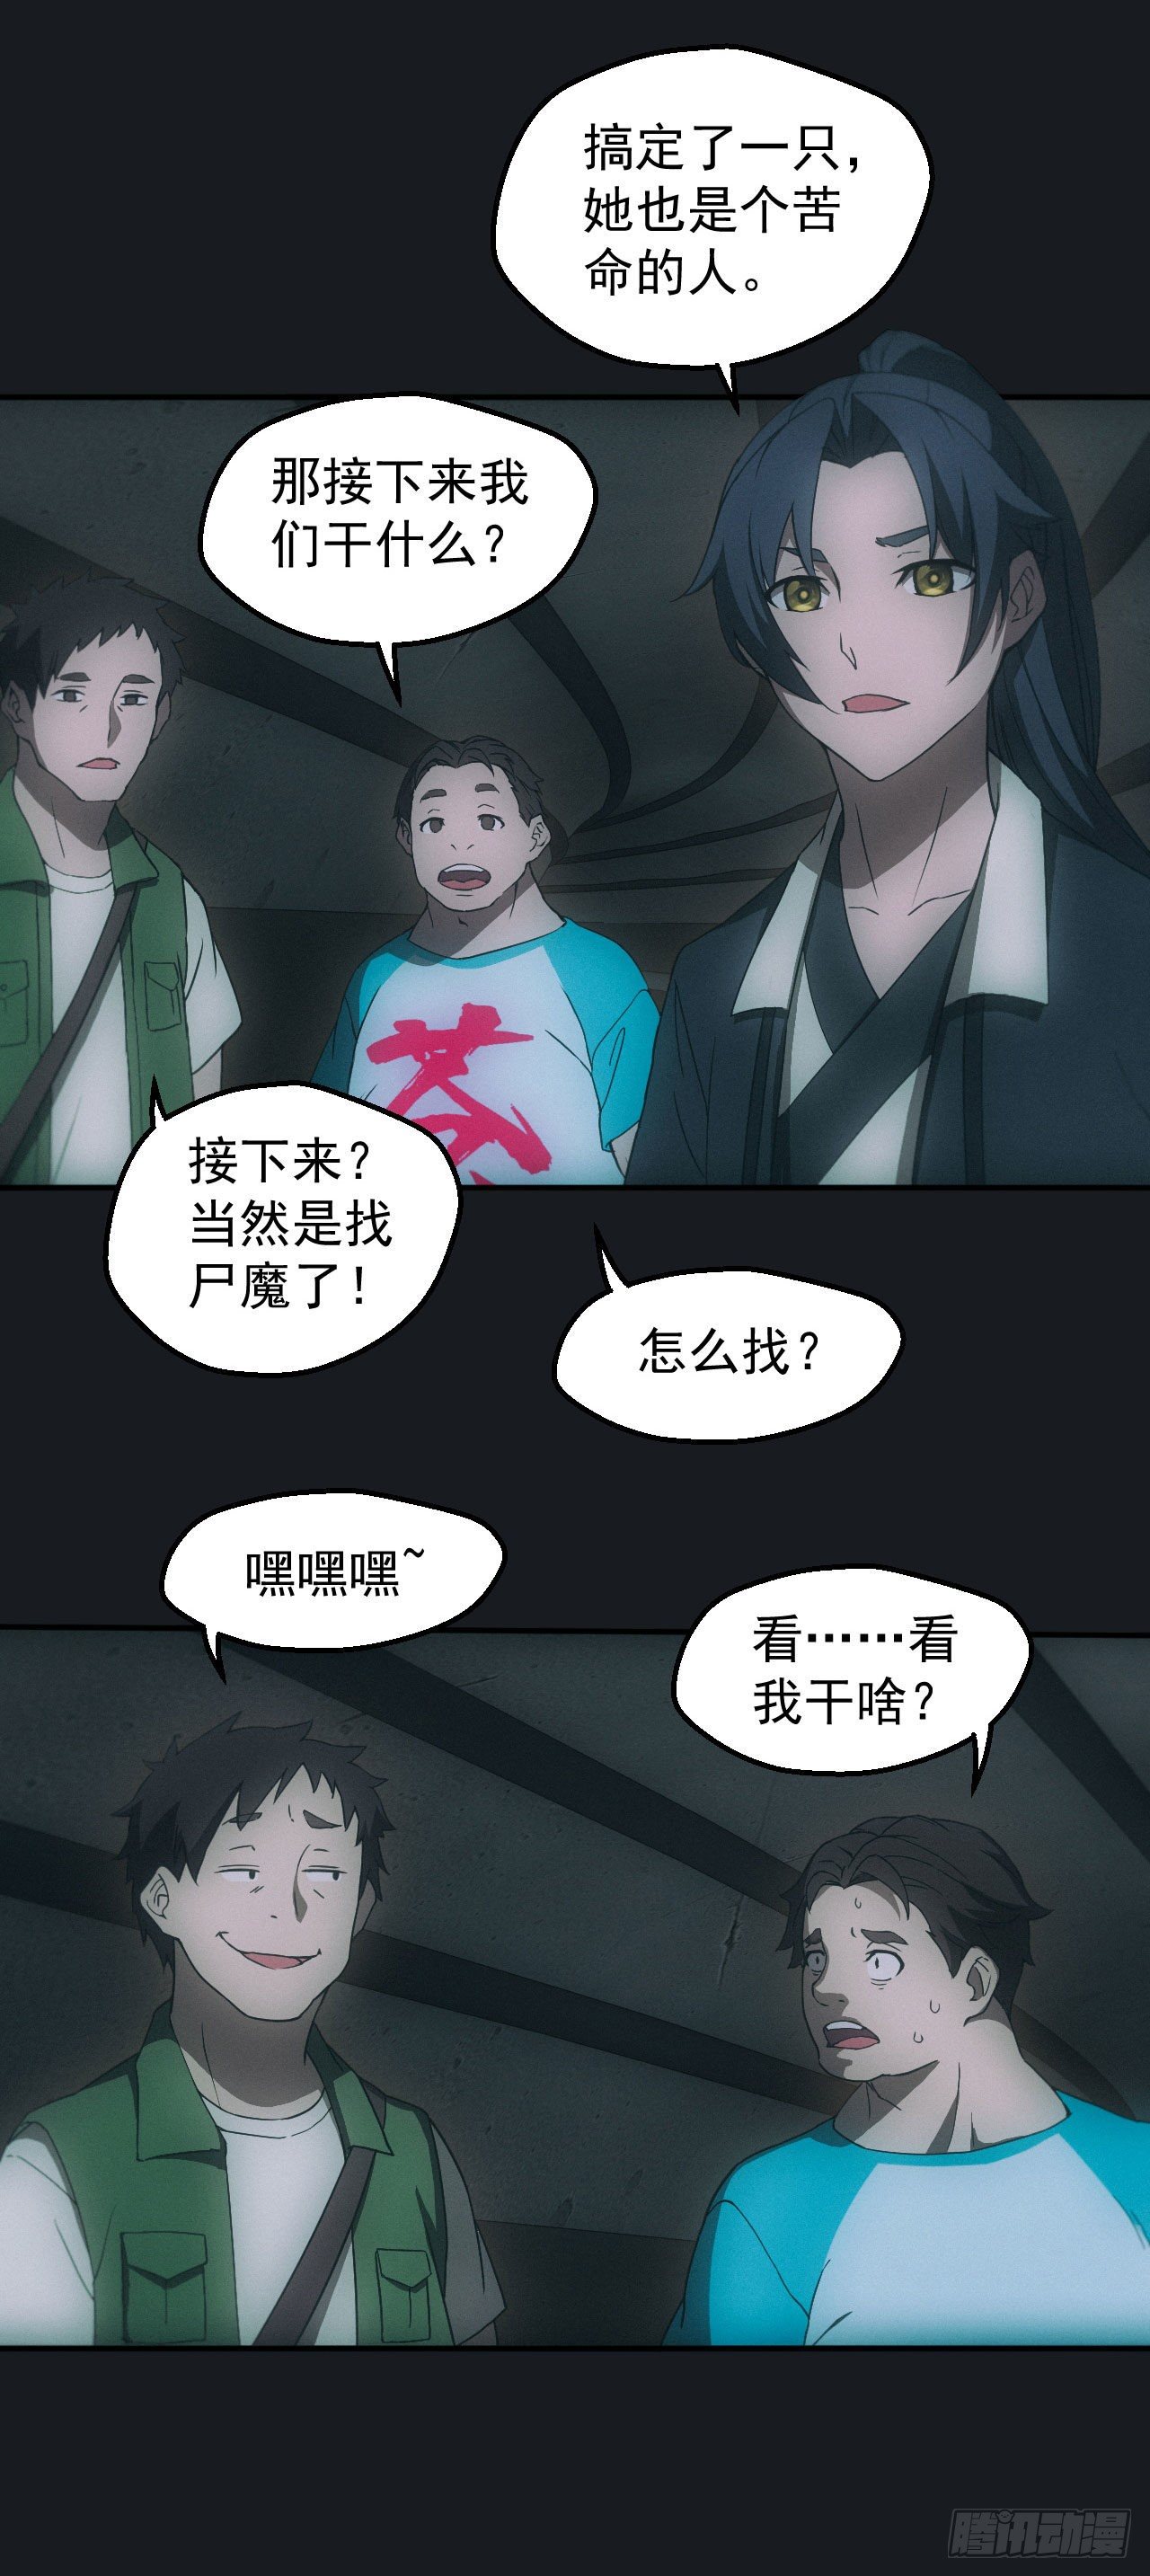 搞定了一只，
她也是个苦
命的人。
那接下来我
们干什么？
茶
接下来？
当然是找
尸魔了！
怎么找？
嘿嘿嘿~
看……看
我干啥？
腾讯动漫